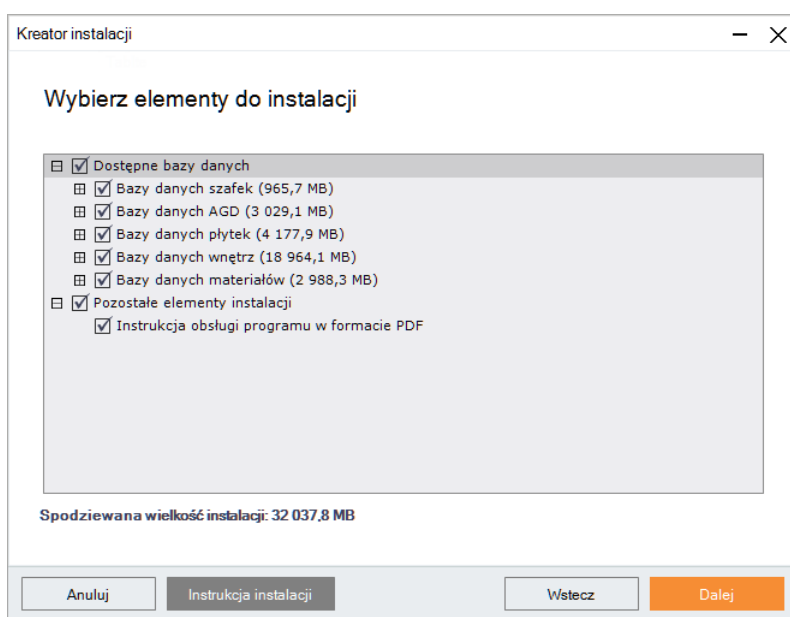 Kreator instalacji
Wybierz elementy do instalacji
Dostępne bazy danych
Bazy danych szafek (965,7 MB)
Bazy danych AGD (3 029,1 MB)
Bazy danych płytek (4 177,9 MB)
Bazy danych wnętrz (18 964,1 MB)
Bazy danych materiałów (2 988,3 MB)
Pozostałe elementy instalacji
Instrukcja obsługi programu w formacie PDF
Spodziewana wielkość instalacji: 32 037,8 MB
Anuluj Instrukcja instalacji Wstecz Dalej